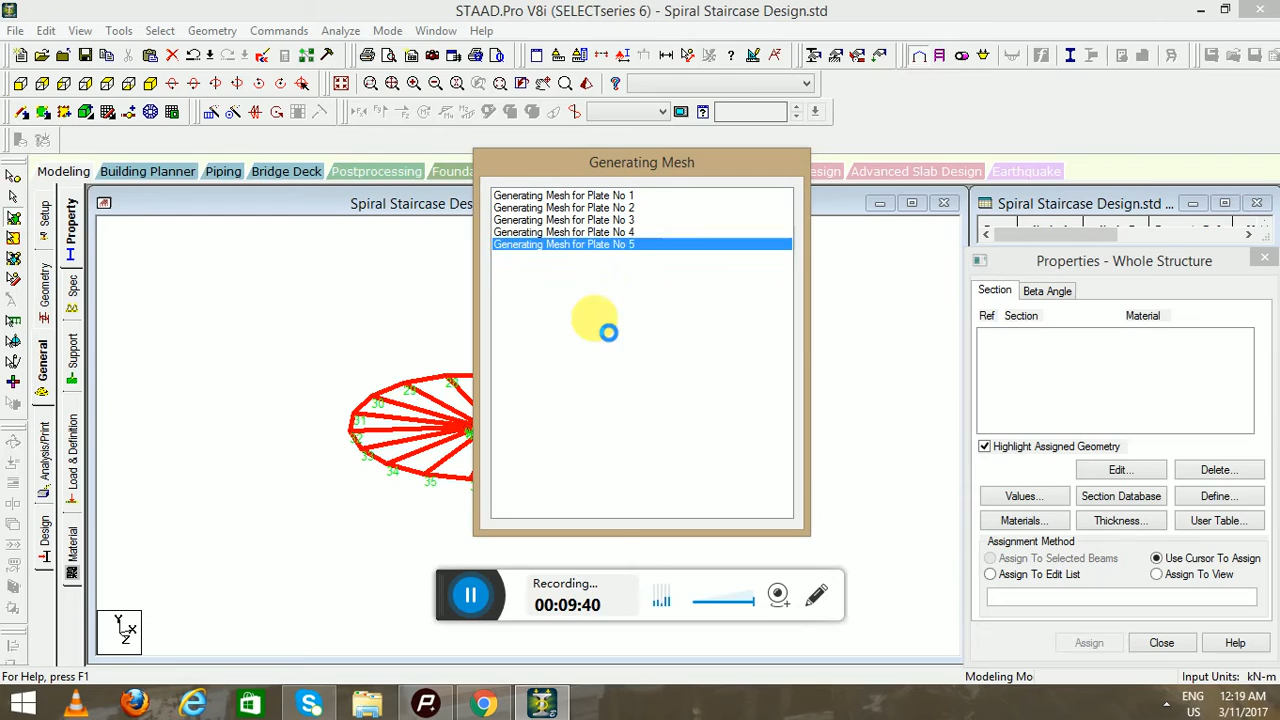 STAAD.Pro V8i (SELECTseries 6) - Spiral Staircase Design.std
File Edit View Tools Select Geometry Commands Analyze Mode Window Help
Modeling Building Planner Piping Bridge Deck Postprocessing Advanced Slab Design Earthquake
Spiral Staircase Des
Generating Mesh
Generating Mesh for Plate No 1
Generating Mesh for Plate No 2
Generating Mesh for Plate No 3
Generating Mesh for Plate No 4
Generating Mesh for Plate No 5
Setup
Geometry
General
Analysis/Print
Design
Property
Spec
Support
Load & Definition
Material
29
30
31
33
34
35
Spiral Staircase Design.std ...
Properties - Whole Structure
Section Beta Angle
Ref Section Material
Highlight Assigned Geometry
Edit... Delete...
Values... Section Database Define...
Materials... Thickness... User Table...
Assignment Method
Assign To Selected Beams Use Cursor To Assign
Assign To Edit List Assign To View
Assign Close Help
Recording...
00:09:40
Y
X
Z
For Help, press F1 Modeling Mo Input Units: kN-m
ENG 12:19 AM
US 3/11/2017